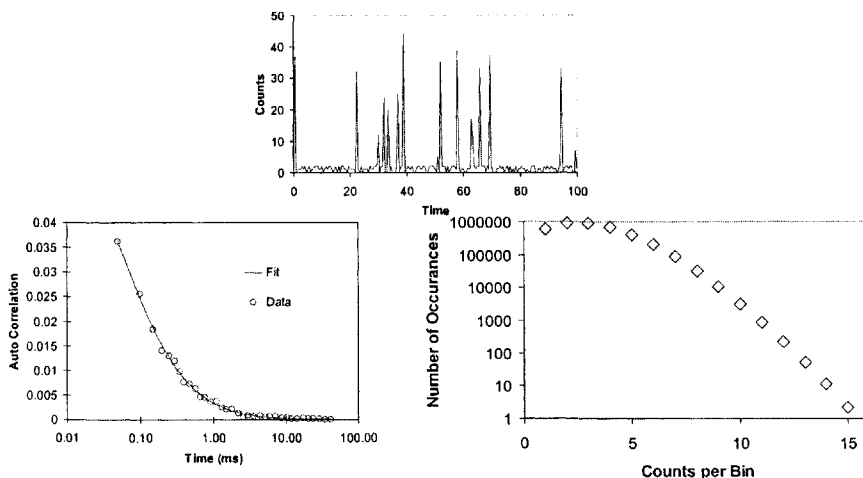 50
40
30
20
10
0
Counts
0 20 40 60 80 100
Time
0.04
0.035
0.03
0.025
0.02
0.015
0.01
0.005
0
Auto Correlation
Fit
Data
0.01 0.10 1.00 10.00 100.00
Time (ms)
1000000
100000
10000
1000
100
10
1
Number of Occurances
0 5 10 15
Counts per Bin